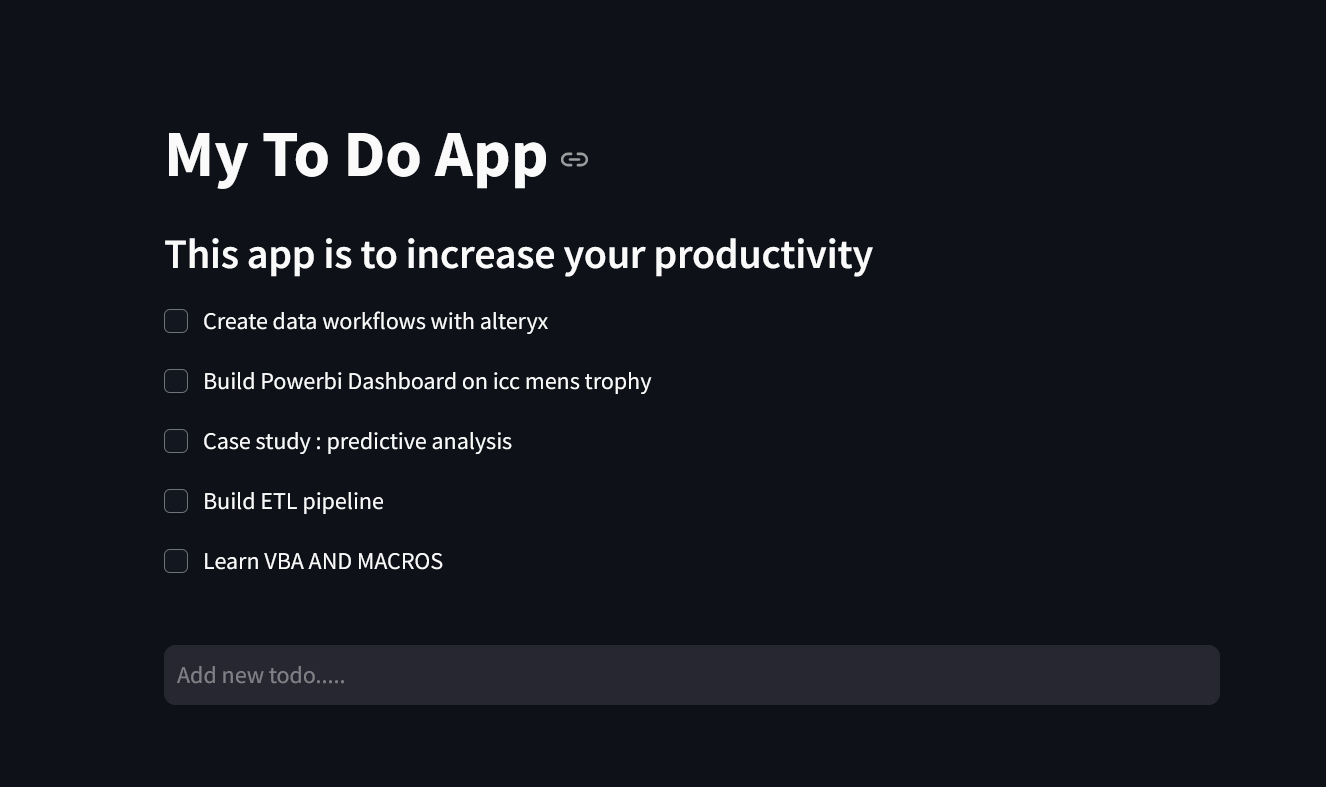 My To Do App
This app is to increase your productivity
Create data workflows with alteryx
Build Powerbi Dashboard on icc mens trophy
Case study : predictive analysis
Build ETL pipeline
Learn VBA AND MACROS
Add new todo.....